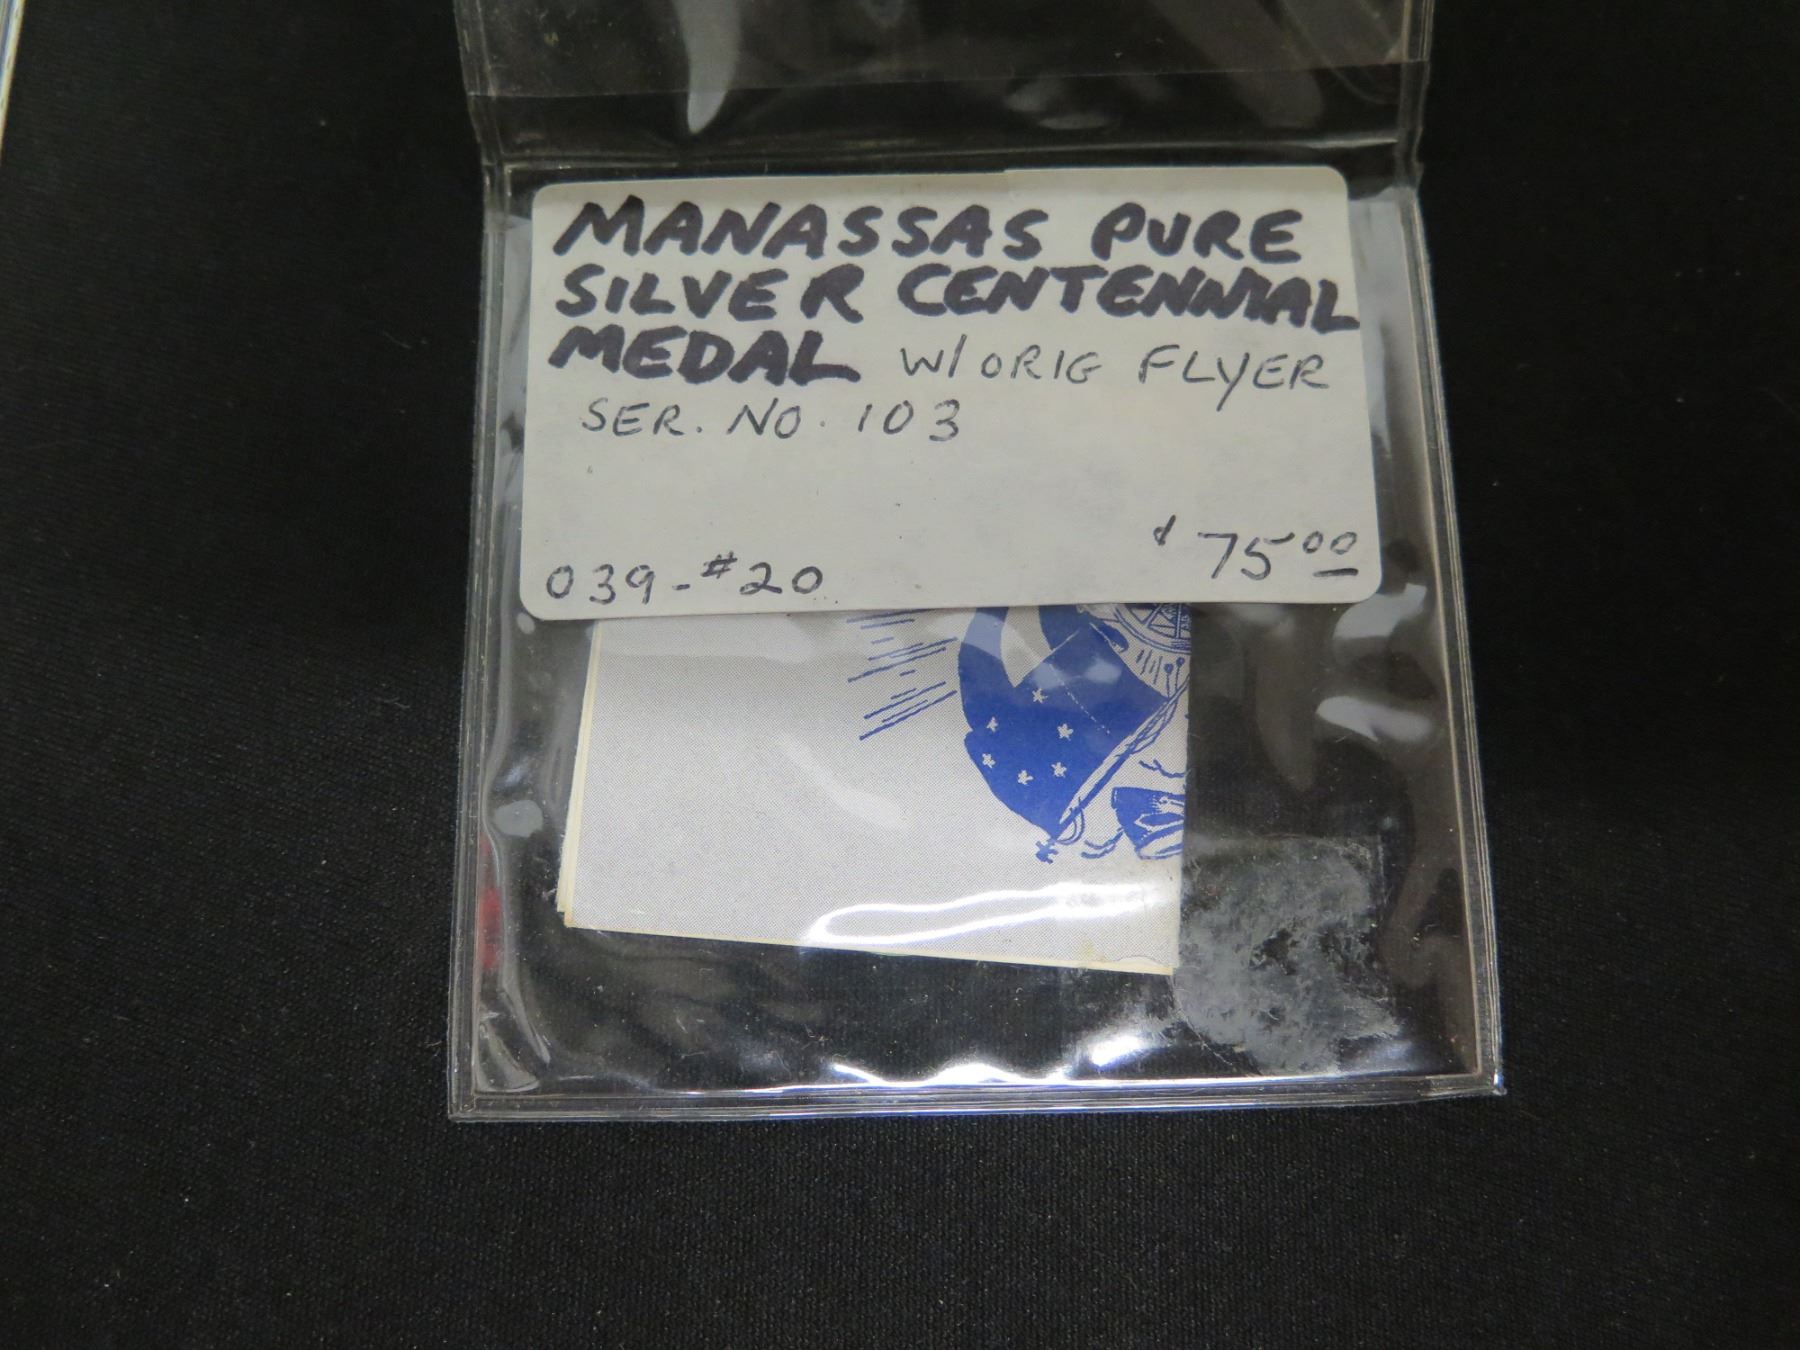 MANASSAS PURE
SILVER CENTENNIAL
MEDAL W/ORIG FLYER
SER. NO. 103
$75.00
039-#20